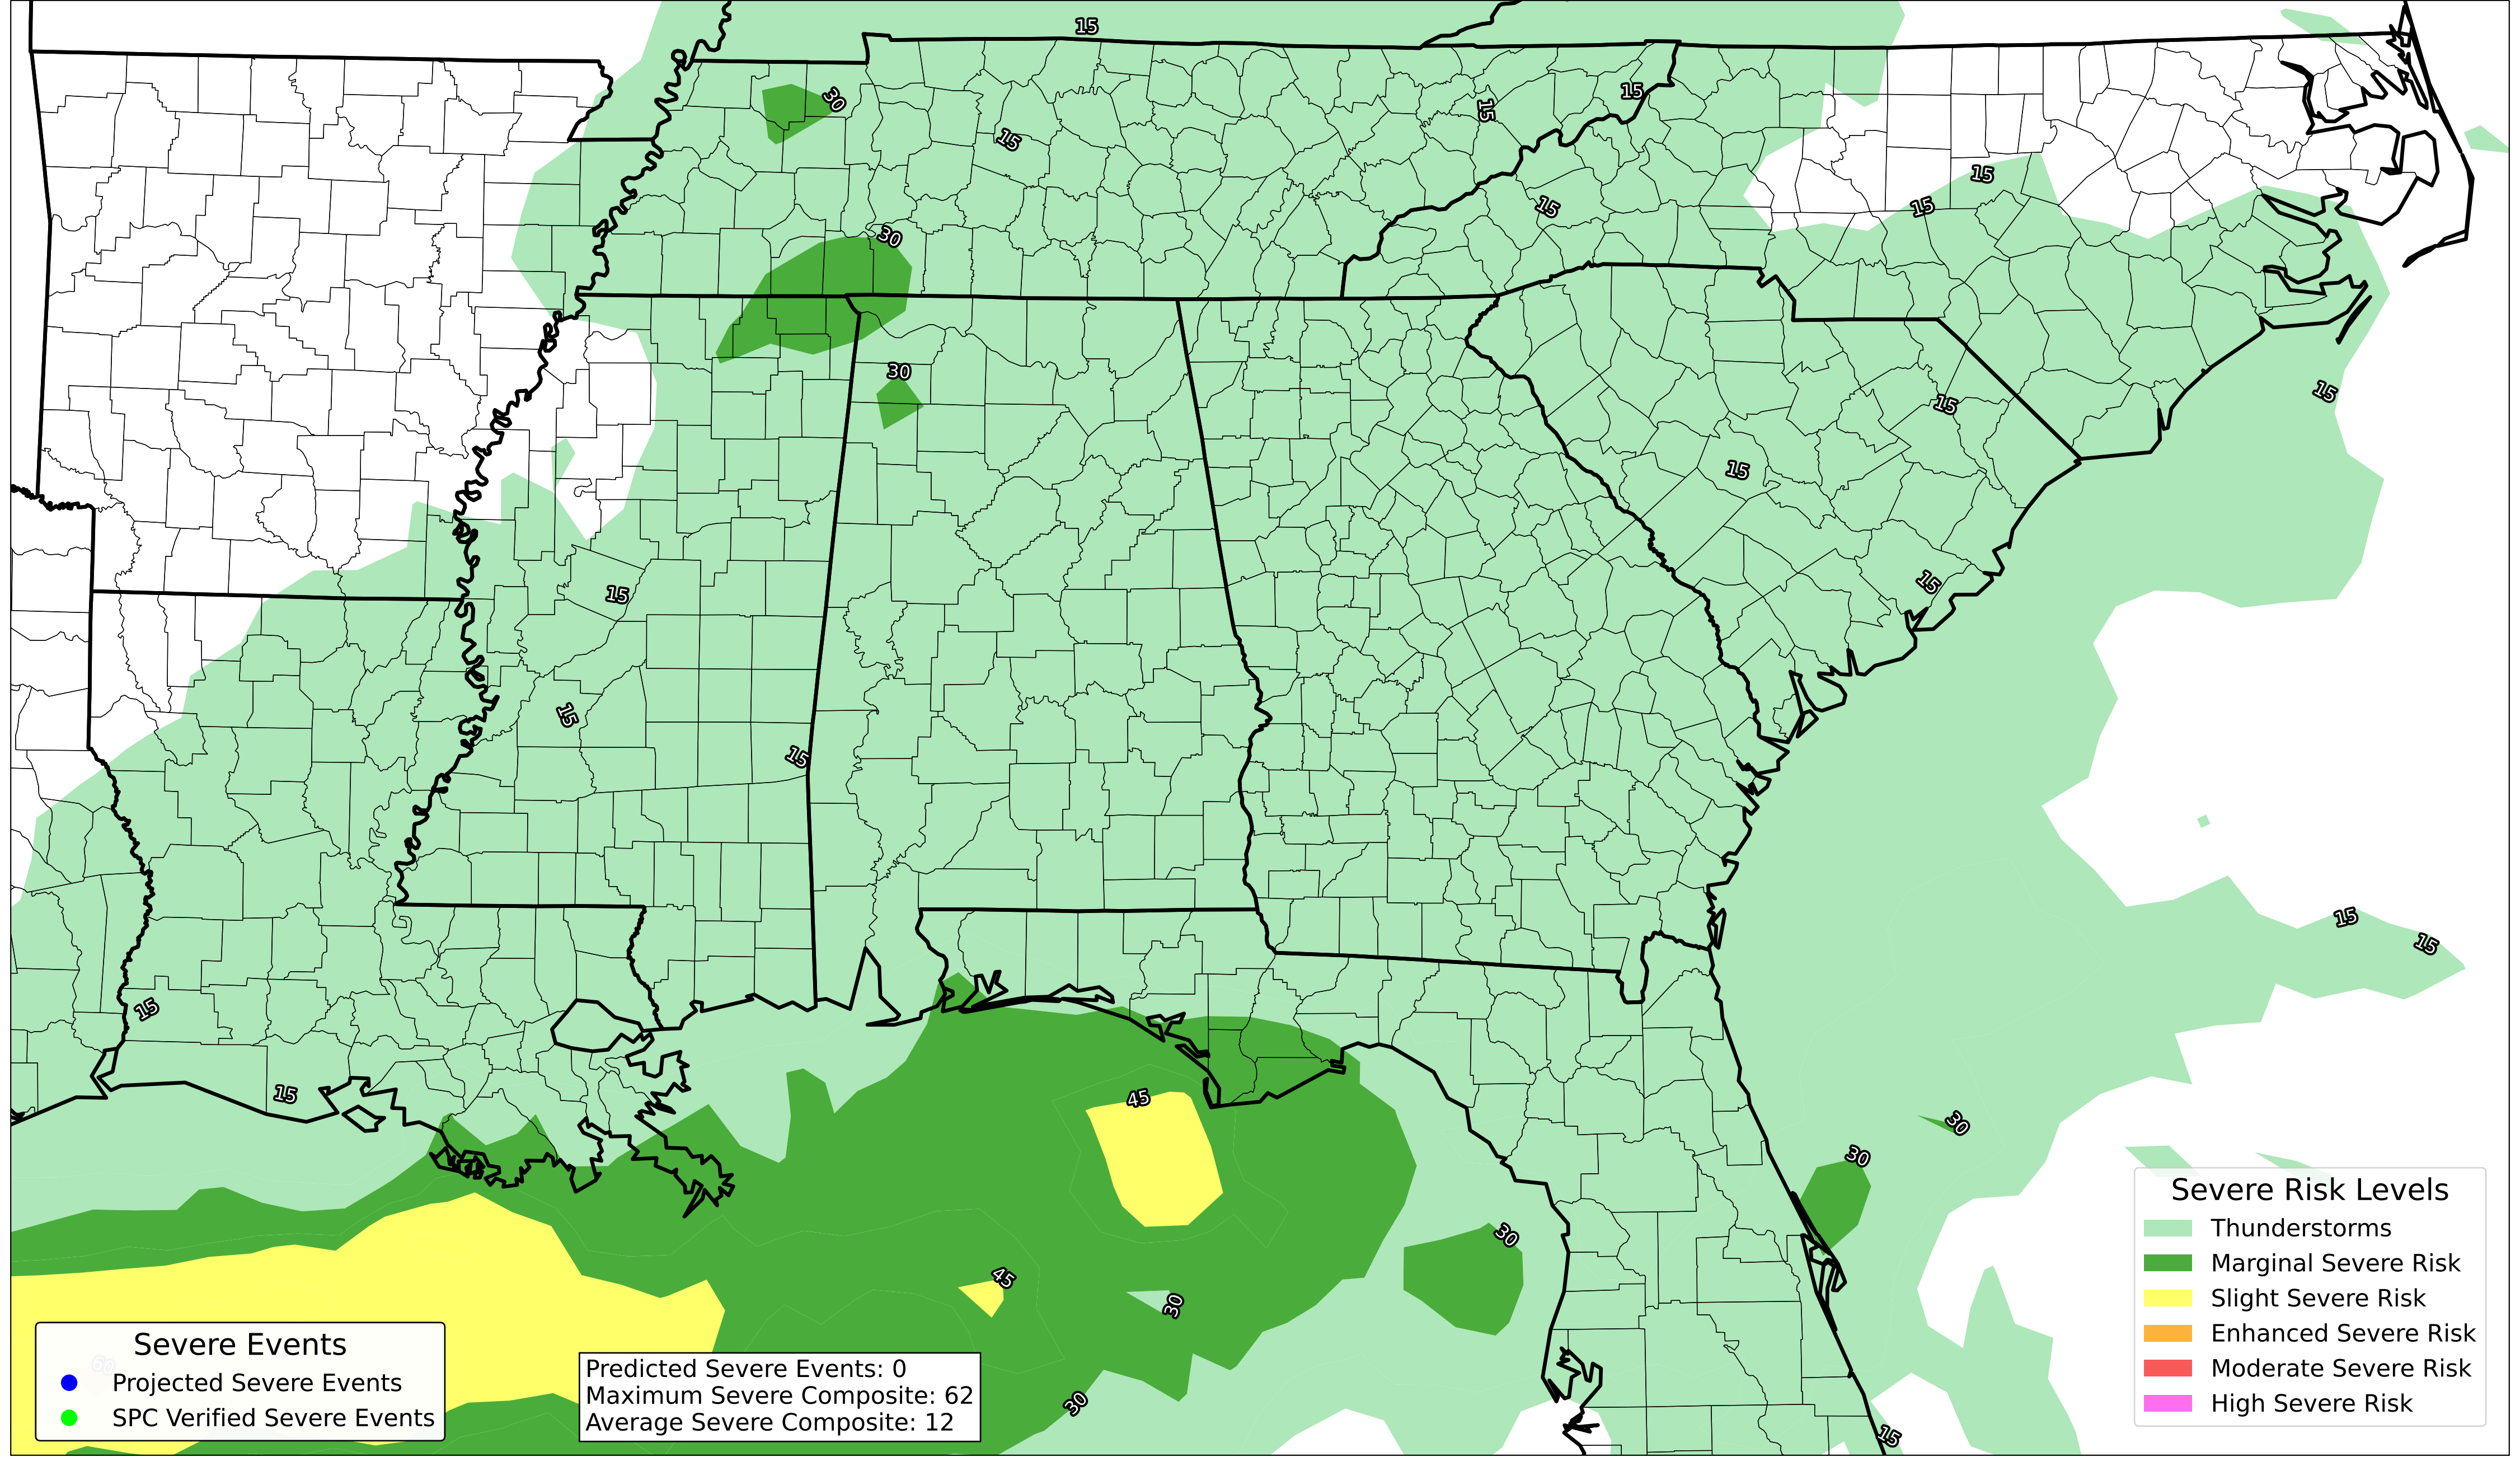 15
30
15
15
15
15
15
15
30
30
15
15
15
15
15
15
15
15
15
15
15
45
30
30
30
45
30
60
30
15
Severe Risk Levels
Thunderstorms
Marginal Severe Risk
Slight Severe Risk
Enhanced Severe Risk
Moderate Severe Risk
High Severe Risk
Severe Events
Projected Severe Events
SPC Verified Severe Events
Predicted Severe Events: 0
Maximum Severe Composite: 62
Average Severe Composite: 12